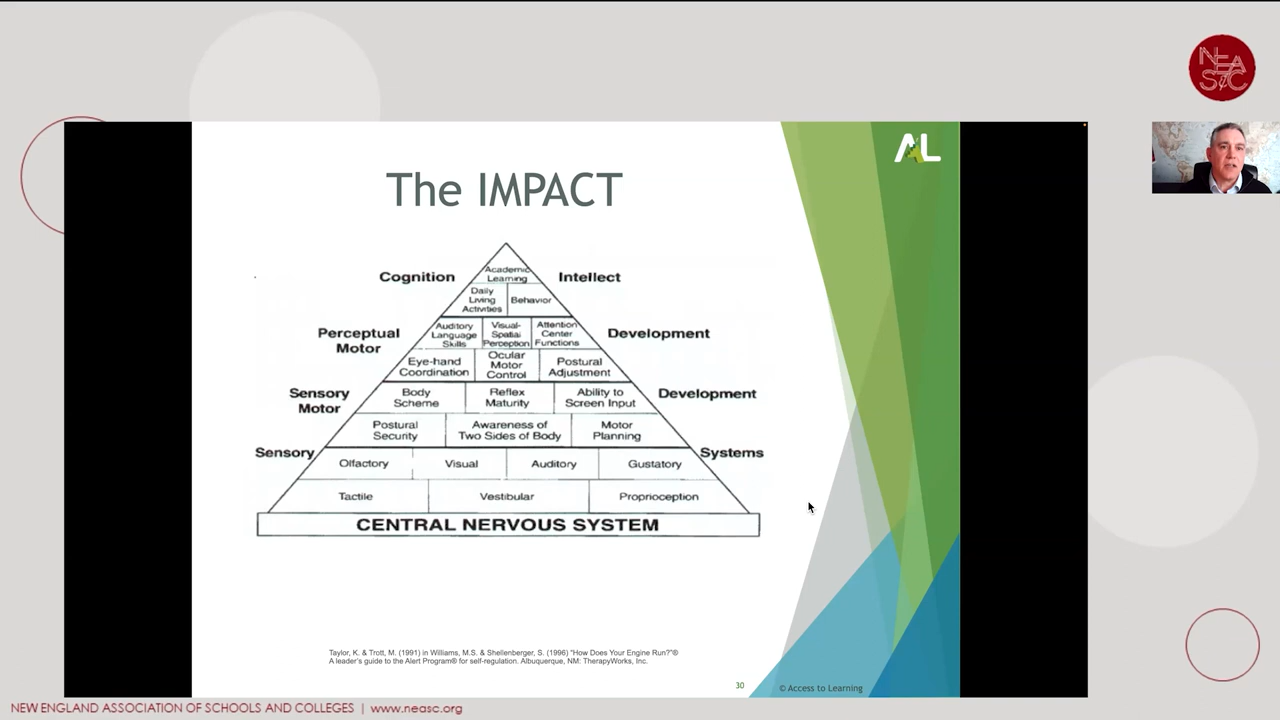 NEA
S&C
AL
The IMPACT
Academic
Learning
Cognition
Intellect
Daily
Living
Activities
Behavior
Auditory
Language
Skills
Visual-
Spatial
Perception
Attention
Center
Functions
Perceptual
Motor
Development
Eye-hand
Coordination
Ocular
Motor
Control
Postural
Adjustment
Sensory
Motor
Development
Body
Scheme
Reflex
Maturity
Ability to
Screen Input
Postural
Security
Awareness of
Two Sides of Body
Motor
Planning
Sensory
Systems
Olfactory
Visual
Auditory
Gustatory
Tactile
Vestibular
Proprioception
CENTRAL NERVOUS SYSTEM
Taylor, K. & Trott, M. (1991) in Williams, M.S. & Shellenberger, S. (1996) "How Does Your Engine Run?"®
A leader's guide to the Alert Program® for self-regulation. Albuquerque, NM: TherapyWorks, Inc.
30
© Access to Learning
NEW ENGLAND ASSOCIATION OF SCHOOLS AND COLLEGES | www.neasc.org